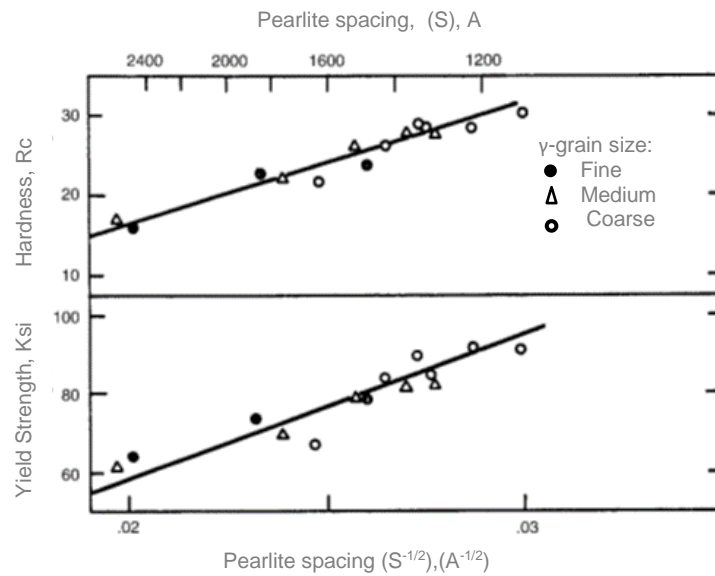 Pearlite spacing, (S), A
2400 2000 1600 1200
Hardness, Rc
30
20
10
γ-grain size:
Fine
Medium
Coarse
Yield Strength, Ksi
100
80
60
.02 .03
Pearlite spacing (S⁻¹/²),(A⁻¹/²)